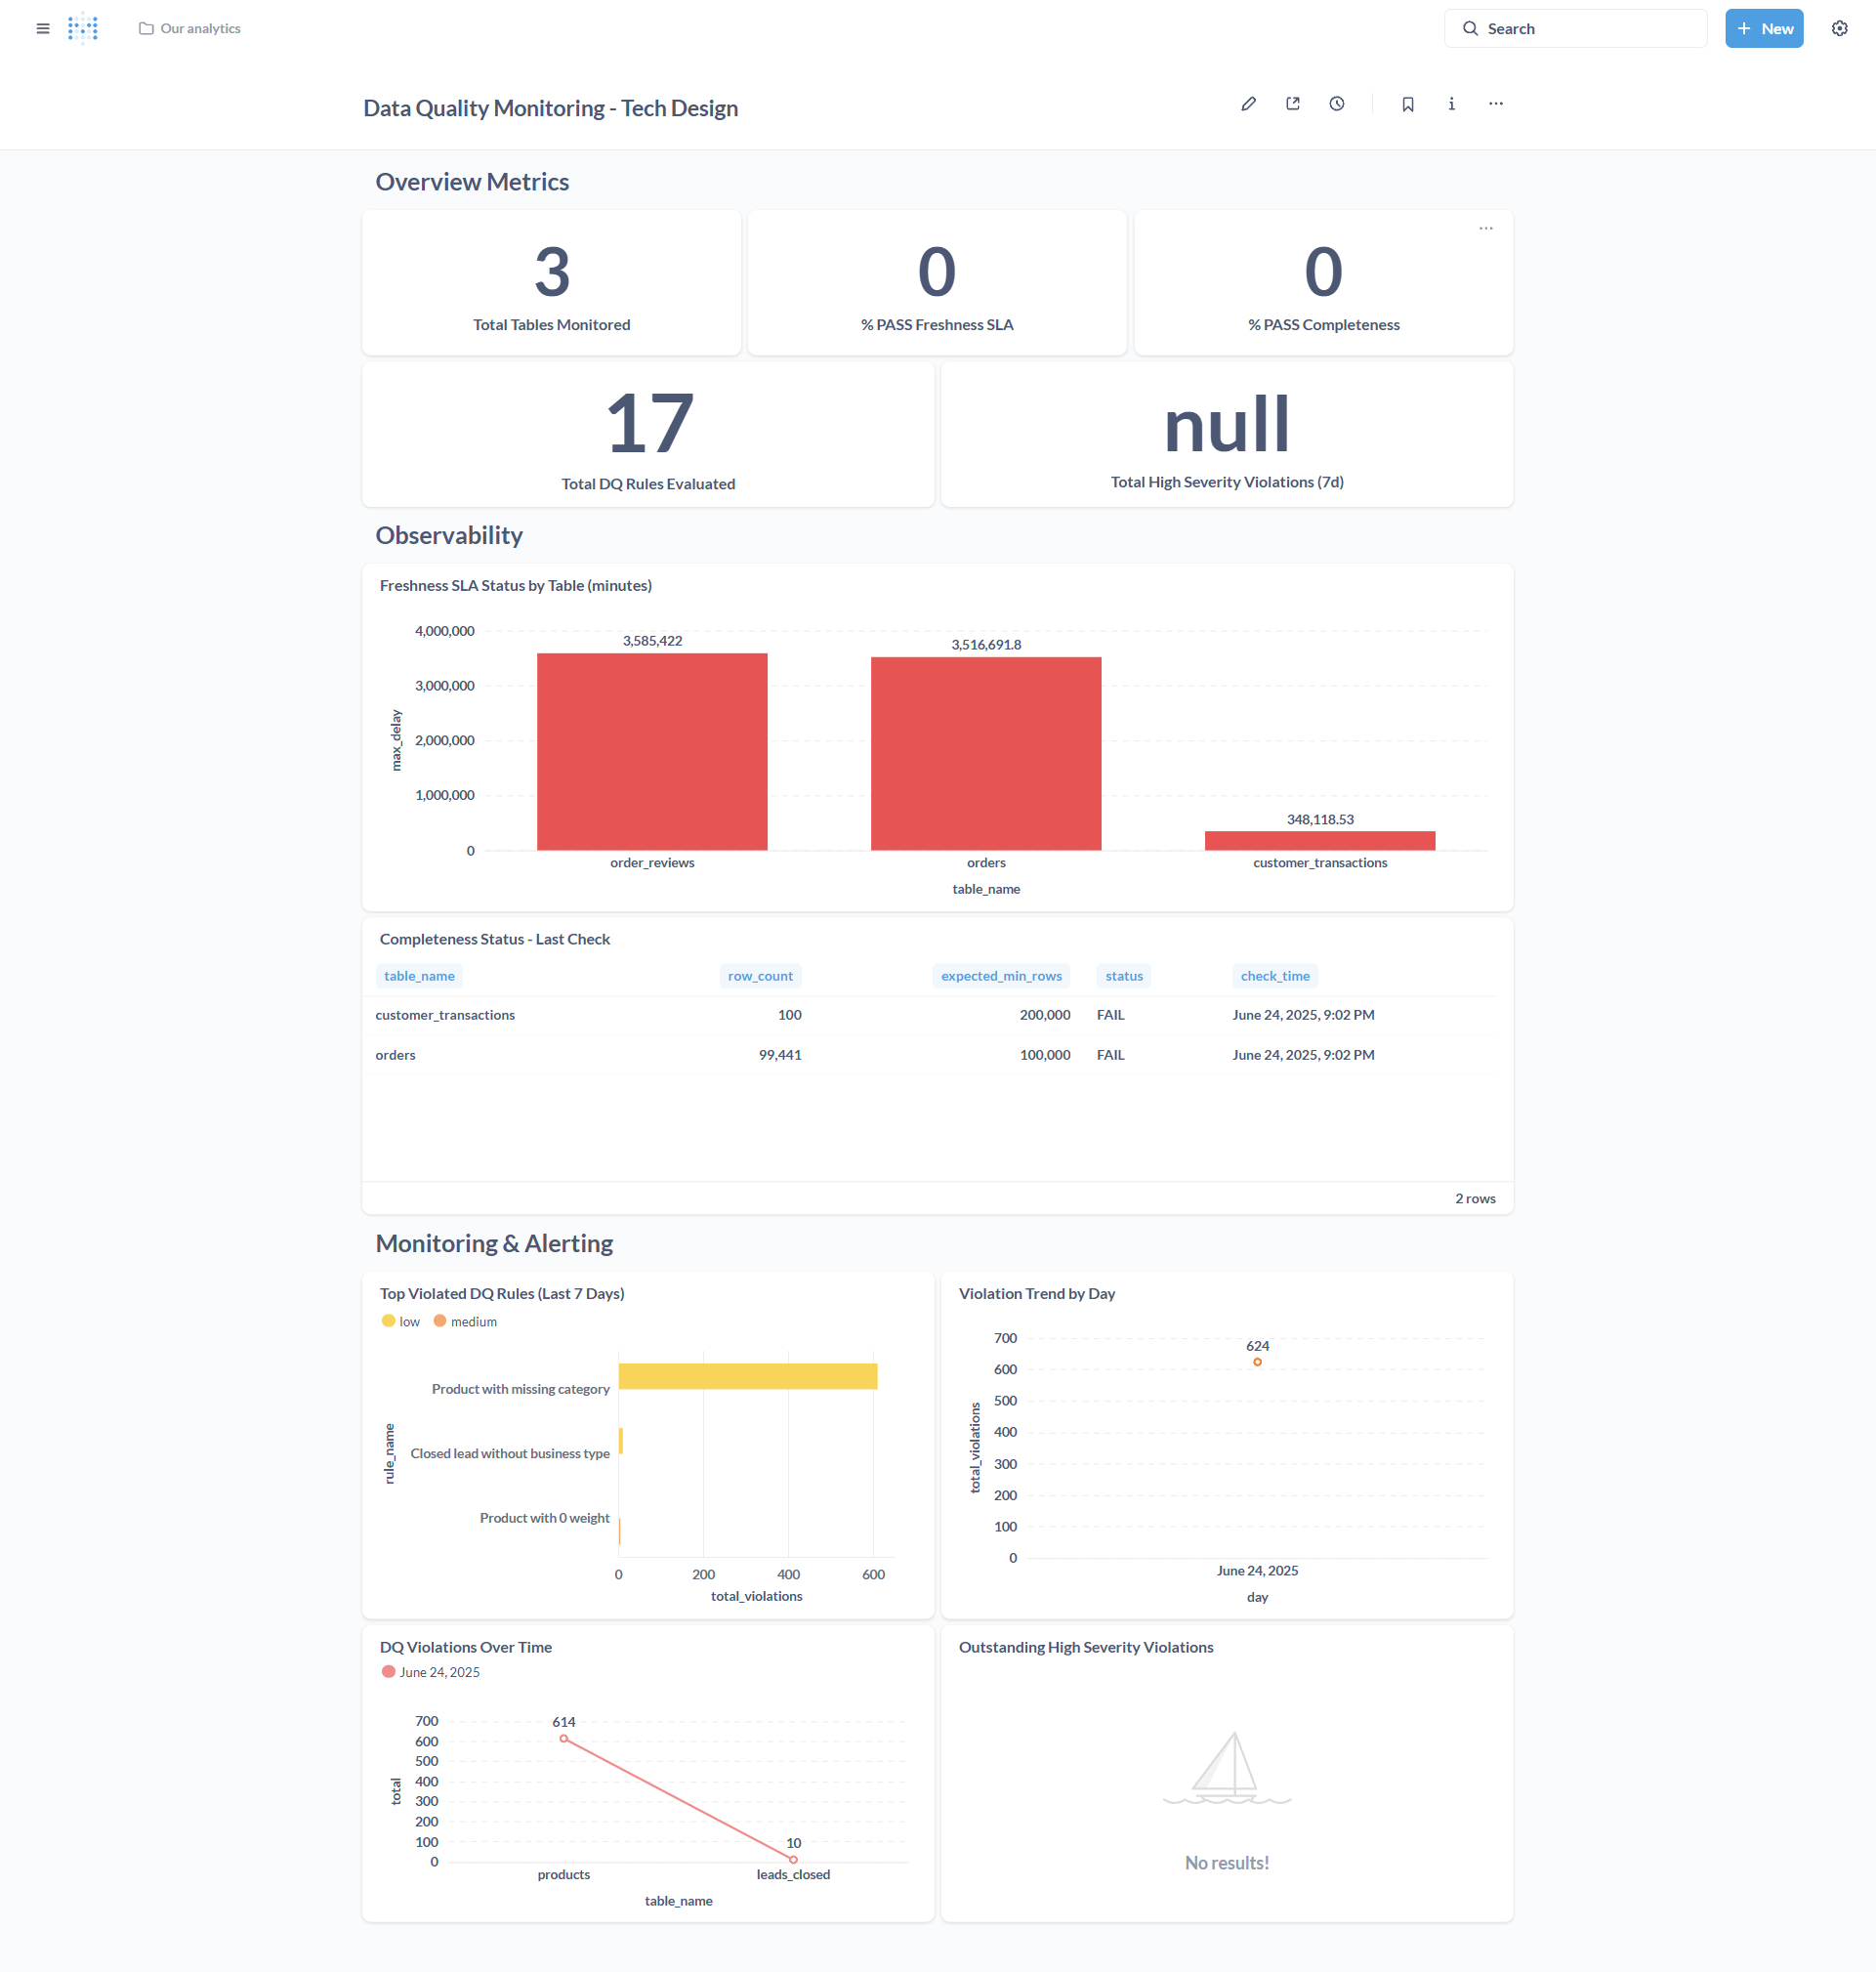 Our analytics
Search
New
Data Quality Monitoring - Tech Design
Overview Metrics
3
Total Tables Monitored
0
% PASS Freshness SLA
0
% PASS Completeness
17
Total DQ Rules Evaluated
null
Total High Severity Violations (7d)
Observability
Freshness SLA Status by Table (minutes)
4,000,000
3,000,000
2,000,000
1,000,000
0
max_delay
3,585,422
3,516,691.8
348,118.53
order_reviews
orders
customer_transactions
table_name
Completeness Status - Last Check
table_name row_count expected_min_rows status check_time
customer_transactions 100 200,000 FAIL June 24, 2025, 9:02 PM
orders 99,441 100,000 FAIL June 24, 2025, 9:02 PM
2 rows
Monitoring & Alerting
Top Violated DQ Rules (Last 7 Days)
low medium
rule_name
Product with missing category
Closed lead without business type
Product with 0 weight
0 200 400 600
total_violations
Violation Trend by Day
700
600
500
400
300
200
100
0
total_violations
624
June 24, 2025
day
DQ Violations Over Time
June 24, 2025
700
600
500
400
300
200
100
0
total
614
10
products leads_closed
table_name
Outstanding High Severity Violations
No results!